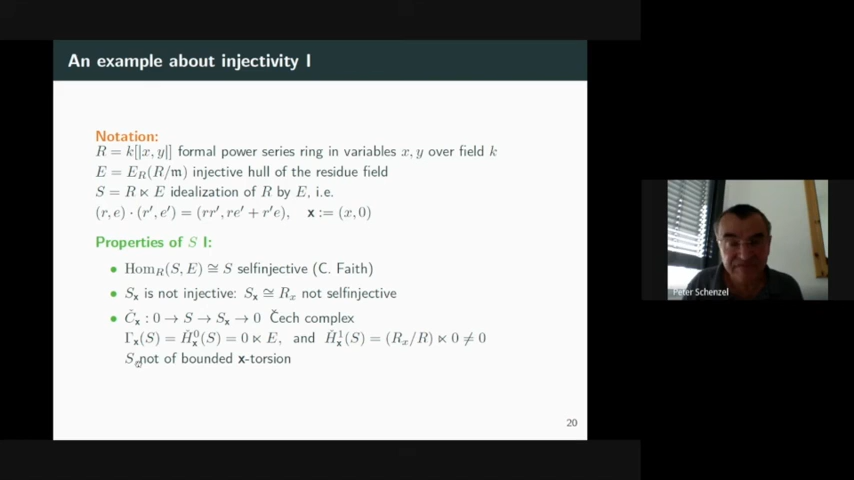 An example about injectivity I
Notation:
R = k[|x, y|] formal power series ring in variables x, y over field k
E = E_R(R/𝔪) injective hull of the residue field
S = R ⋉ E idealization of R by E, i.e.
(r, e) · (r′, e′) = (rr′, re′ + r′e), 𝐱 := (x, 0)
Properties of S I:
• Hom_R(S, E) ≅ S selfinjective (C. Faith)
• S_𝐱 is not injective: S_𝐱 ≅ R_x not selfinjective
• Č_𝐱 : 0 → S → S_𝐱 → 0 Čech complex
Γ_𝐱(S) = Ȟ⁰_𝐱(S) = 0 ⋉ E, and Ȟ¹_𝐱(S) = (R_x/R) ⋉ 0 ≠ 0
S not of bounded 𝐱-torsion
20
Peter Schenzel